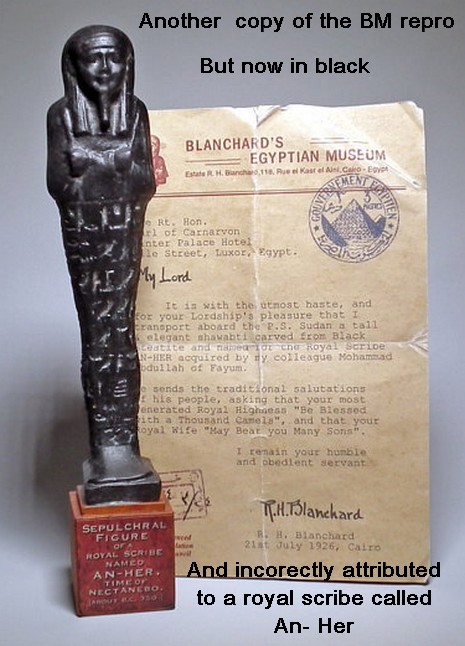 Another copy of the BM repro
But now in black
BLANCHARD'S
EGYPTIAN MUSEUM
Estate R. H. Blanchard, 118, Rue el Kasr el Aini, Cairo - Egypt
GOUVERNEMENT EGYPTIEN
Rt. Hon.
of Carnarvon
Palace Hotel
Street, Luxor, Egypt.
My Lord
It is with the utmost haste, and
for your Lordship's pleasure that I
transport aboard the P.S. Sudan a tall
elegant shawabti carved from Black
and named for the Royal Scribe
AN-HER acquired by my colleague Mohammad
Abdullah of Fayum.
sends the traditional salutations
of his people, asking that your most
Royal Highness "Be Blessed
with a Thousand Camels", and that your
Royal Wife "May Bear you Many Sons".
I remain your humble
and obedient servant
R.H.Blanchard
R. H. Blanchard
21st July 1926, Cairo
SEPULCHRAL
FIGURE
OF A
ROYAL SCRIBE
NAMED
AN-HER.
TIME OF
NECTANEBO.
And incorectly attributed
to a royal scribe called
An- Her